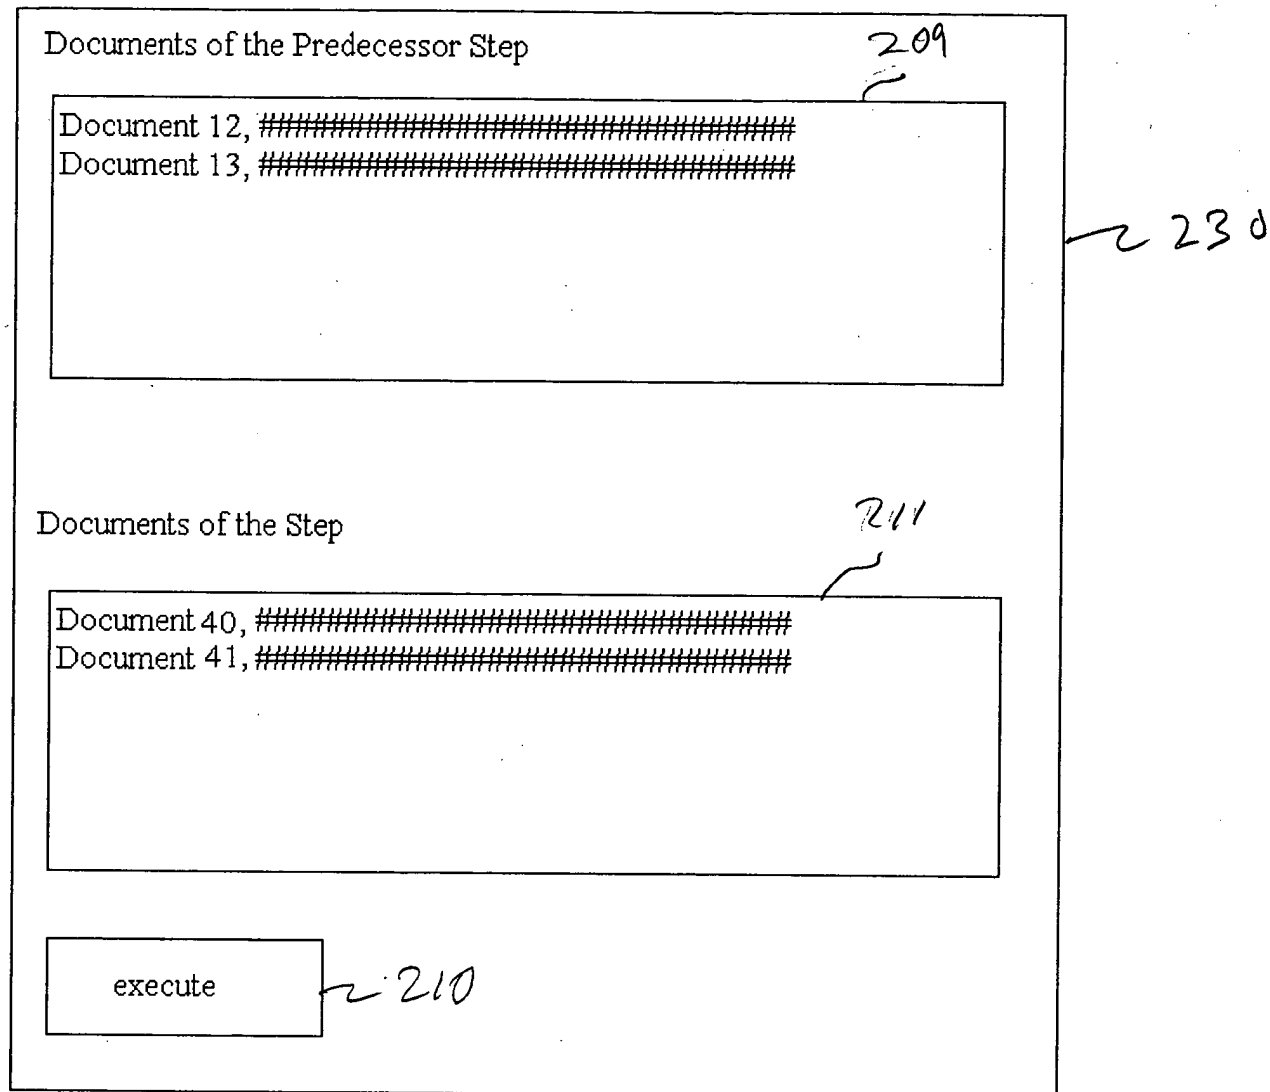 Documents of the Predecessor Step
209
Document 12, #########################################
Document 13, #########################################
230
Documents of the Step
211
Document 40, #########################################
Document 41, #########################################
execute
210